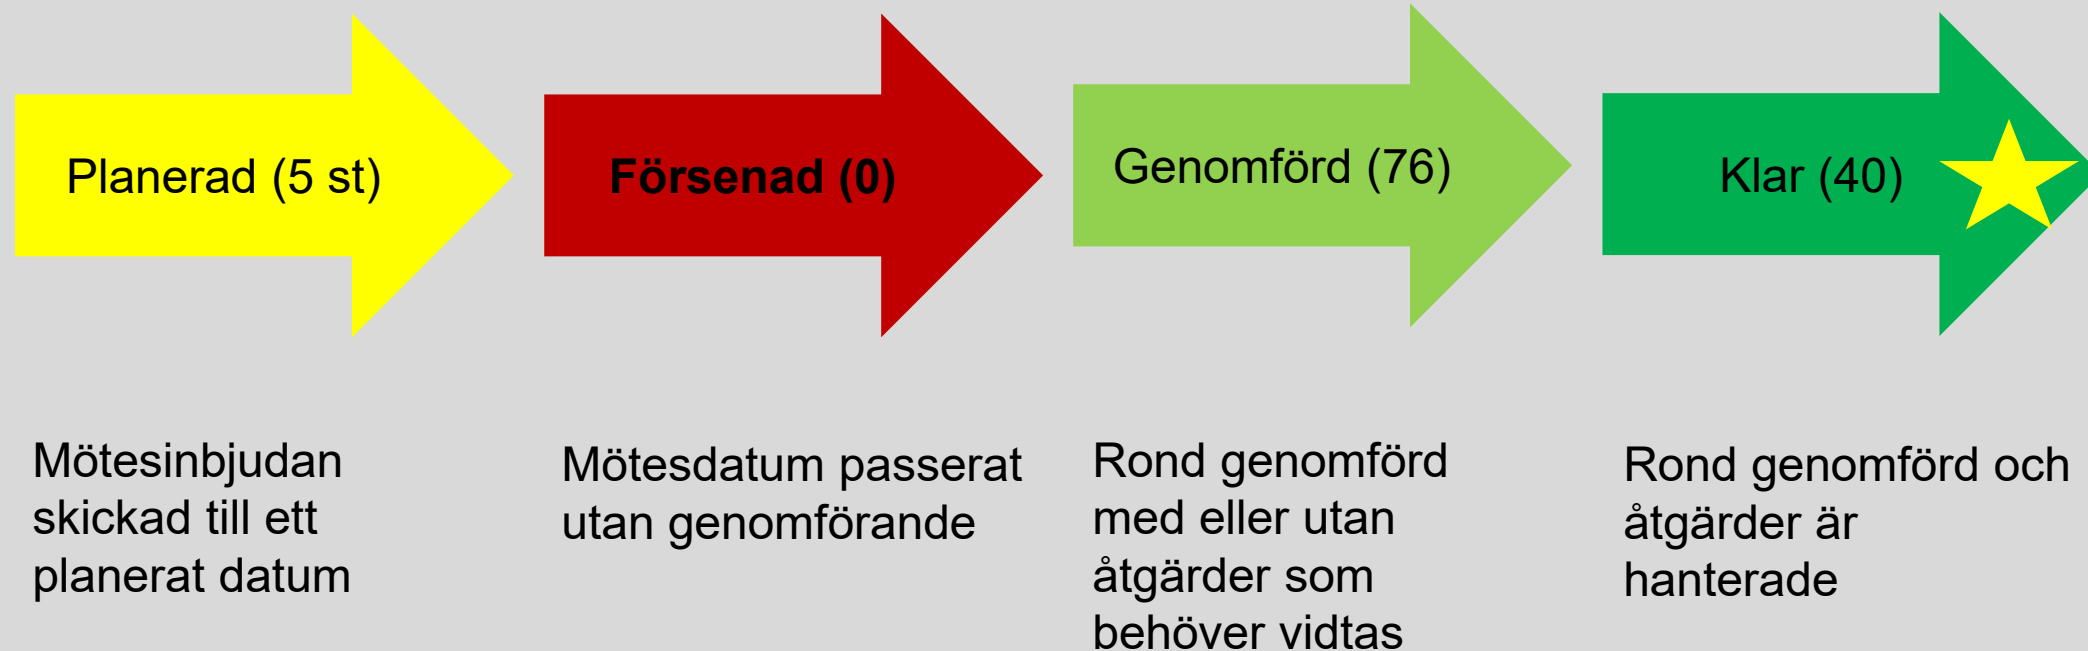 Planerad (5 st)
Försenad (0)
Genomförd (76)
Klar (40)
Mötesinbjudan
skickad till ett
planerat datum
Mötesdatum passerat
utan genomförande
Rond genomförd
med eller utan
åtgärder som
behöver vidtas
Rond genomförd och
åtgärder är
hanterade